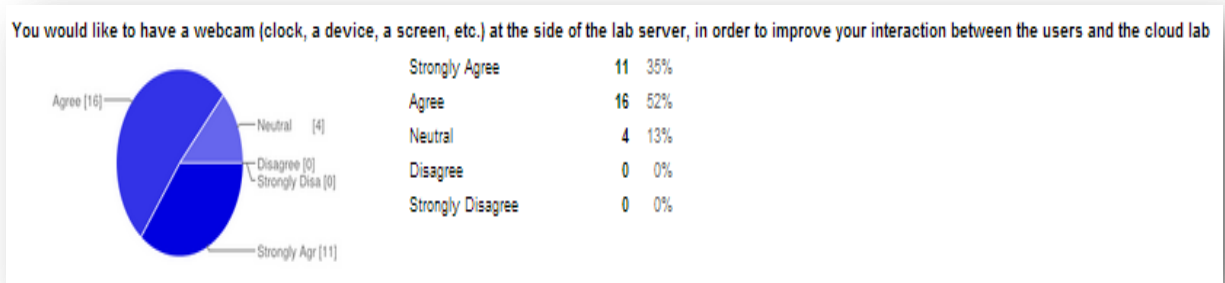 You would like to have a webcam (clock, a device, a screen, etc.) at the side of the lab server, in order to improve your interaction between the users and the cloud lab
Agree [16]
Neutral [4]
Disagree [0]
Strongly Disa [0]
Strongly Agr [11]
Strongly Agree 11 35%
Agree 16 52%
Neutral 4 13%
Disagree 0 0%
Strongly Disagree 0 0%